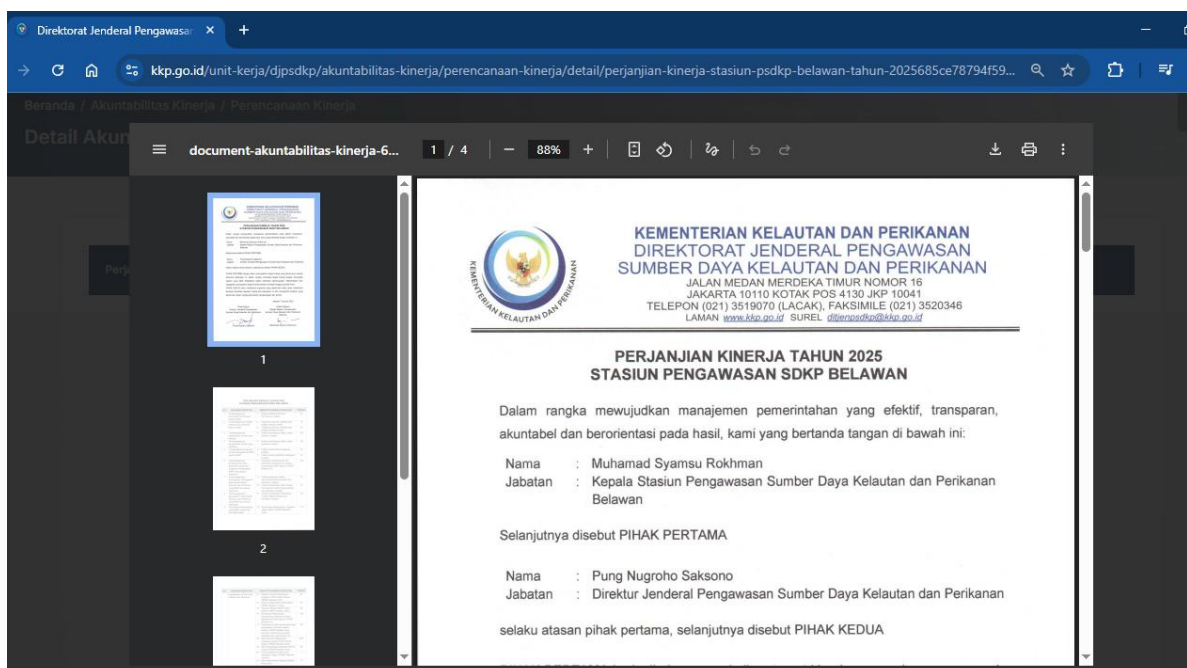 Direktorat Jenderal Pengawasan
kkp.go.id/unit-kerja/djpsdkp/akuntabilitas-kinerja/perencanaan-kinerja/detail/perjanjian-kinerja-stasiun-psdkp-belawan-tahun-2025685ce78794f59...
Beranda / Akuntabilitas Kinerja / Perencanaan Kinerja
Detail Akun
document-akuntabilitas-kinerja-6...
1 / 4
88%
Perja
1
2
KEMENTERIAN KELAUTAN DAN PERIKANAN
KEMENTERIAN KELAUTAN DAN PERIKANAN
DIREKTORAT JENDERAL PENGAWASAN
SUMBER DAYA KELAUTAN DAN PERIKANAN
JALAN MEDAN MERDEKA TIMUR NOMOR 16
JAKARTA 10110 KOTAK POS 4130 JKP 10041
TELEPON (021) 3519070 (LACAK), FAKSIMILE (021) 3520346
LAMAN www.kkp.go.id SUREL ditjenpsdkp@kkp.go.id
PERJANJIAN KINERJA TAHUN 2025
STASIUN PENGAWASAN SDKP BELAWAN
Dalam rangka mewujudkan manajemen pemerintahan yang efektif, transparan,
akuntabel dan berorientasi pada hasil, kami yang bertanda tangan di bawah ini:
Nama : Muhamad Syamsu Rokhman
Jabatan : Kepala Stasiun Pengawasan Sumber Daya Kelautan dan Perikanan
Belawan
Selanjutnya disebut PIHAK PERTAMA
Nama : Pung Nugroho Saksono
Jabatan : Direktur Jenderal Pengawasan Sumber Daya Kelautan dan Perikanan
selaku atasan pihak pertama, selanjutnya disebut PIHAK KEDUA